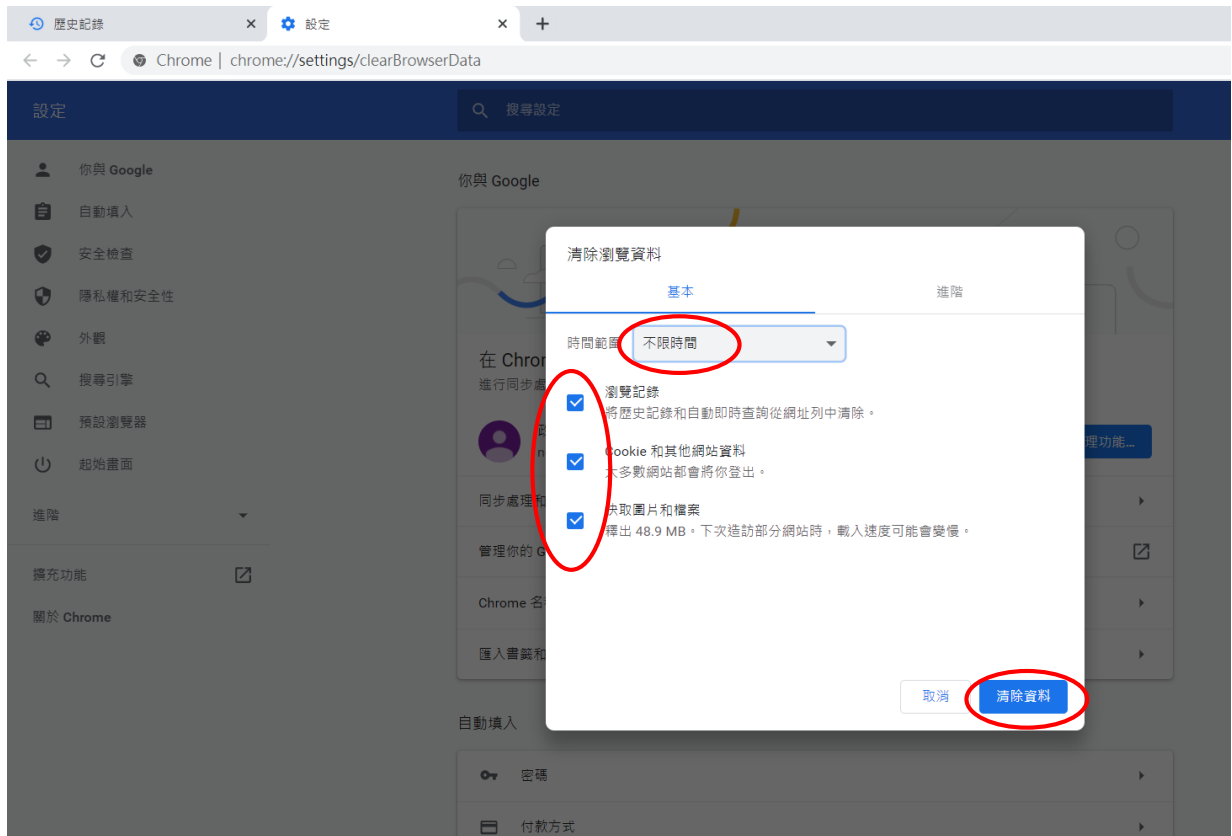 歷史記錄
設定
Chrome | chrome://settings/clearBrowserData
設定
搜尋設定
你與 Google
自動填入
安全檢查
隱私權和安全性
外觀
搜尋引擎
預設瀏覽器
起始畫面
進階
擴充功能
關於 Chrome
你與 Google
在 Chron
進行同步處
理功能...
同步處理和
管理你的 G
Chrome 名
匯入書籤和
自動填入
密碼
付款方式
清除瀏覽資料
基本
進階
時間範圍
不限時間
瀏覽記錄
將歷史記錄和自動即時查詢從網址列中清除。
Cookie 和其他網站資料
大多數網站都會將你登出。
快取圖片和檔案
釋出 48.9 MB。下次造訪部分網站時，載入速度可能會變慢。
取消
清除資料